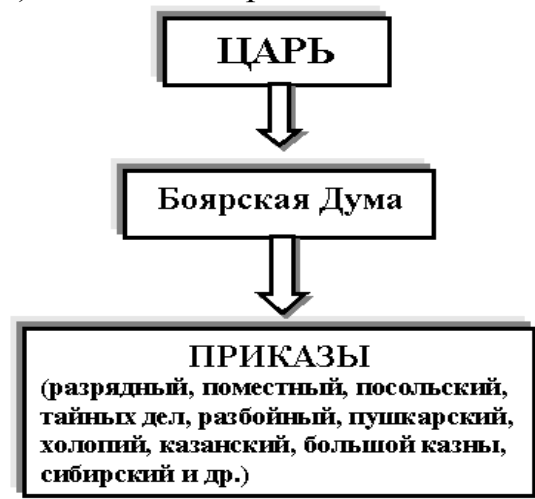 ЦАРЬ
Боярская Дума
ПРИКАЗЫ
(разрядный, поместный, посольский,
тайных дел, разбойный, пушкарский,
холопий, казанский, большой казны,
сибирский и др.)